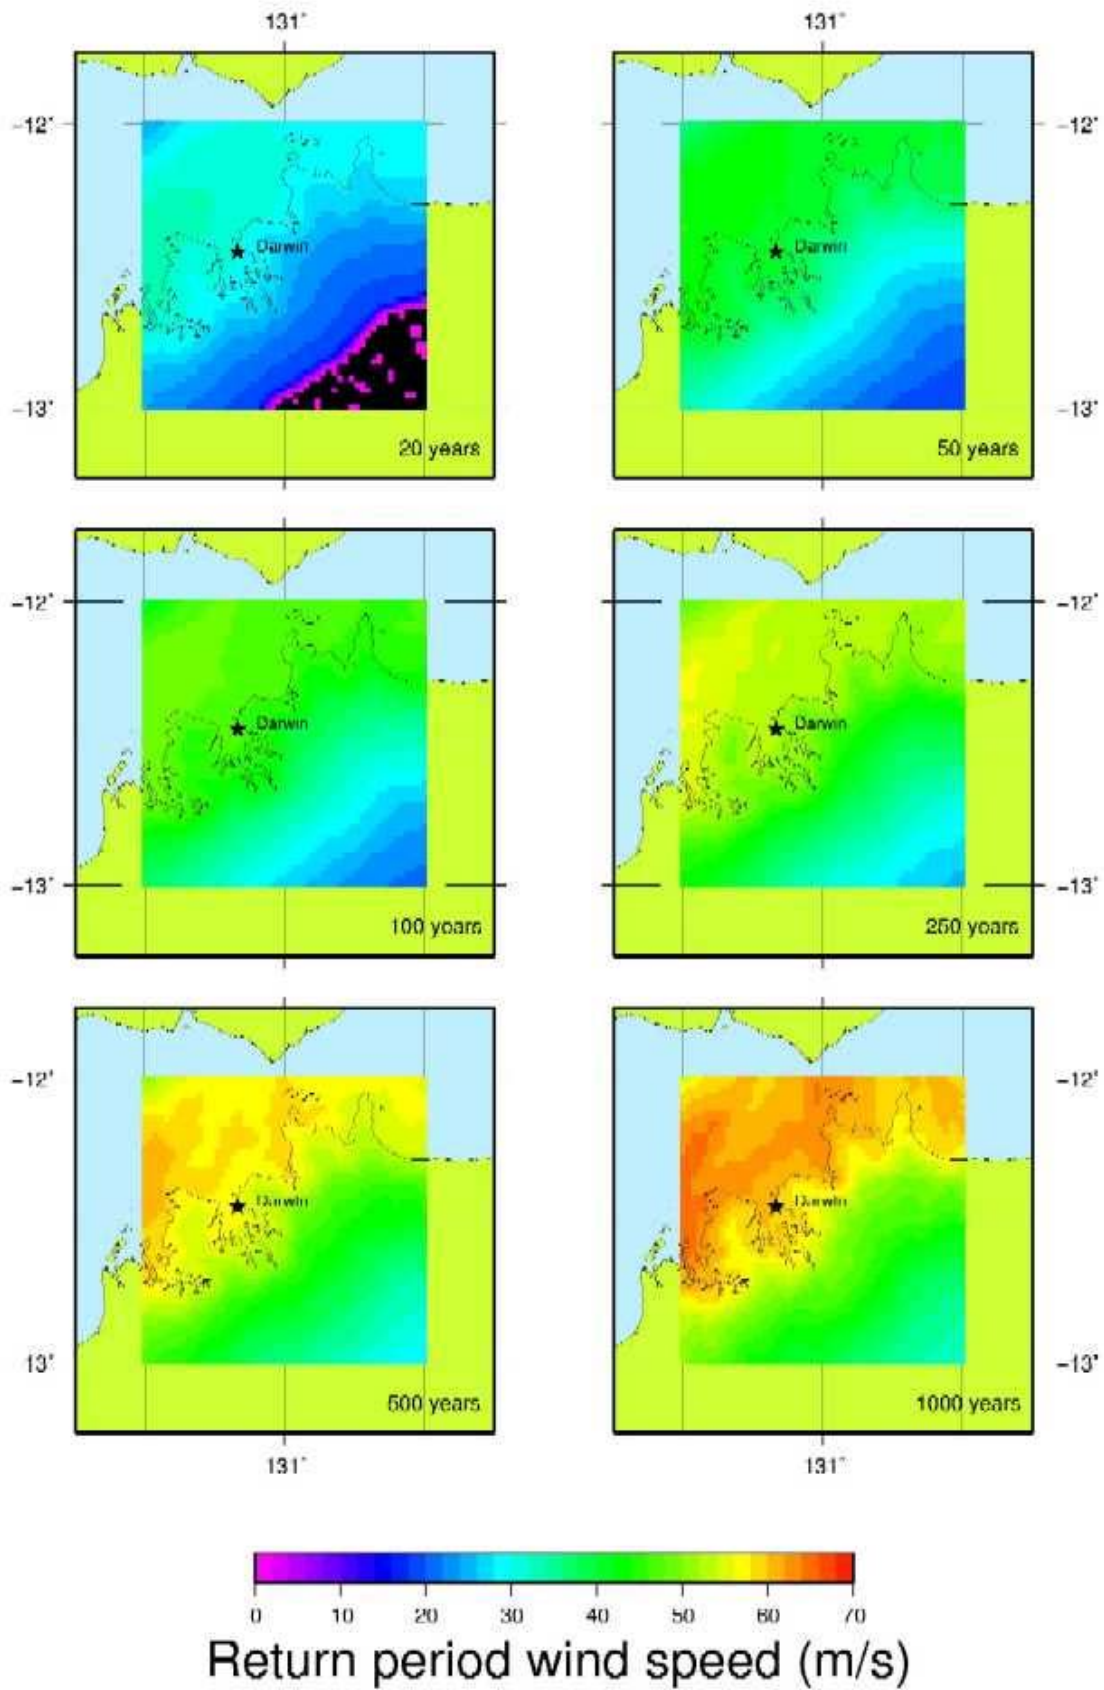 131°
131°
-12°
-12°
Darwin
Darwin
-13°
-13°
20 years
50 years
-12°
-12°
Darwin
Darwin
-13°
-13°
100 years
250 years
-12°
-12°
Darwin
Darwin
13°
-13°
500 years
1000 years
131°
131°
0 10 20 30 40 50 60 70
Return period wind speed (m/s)